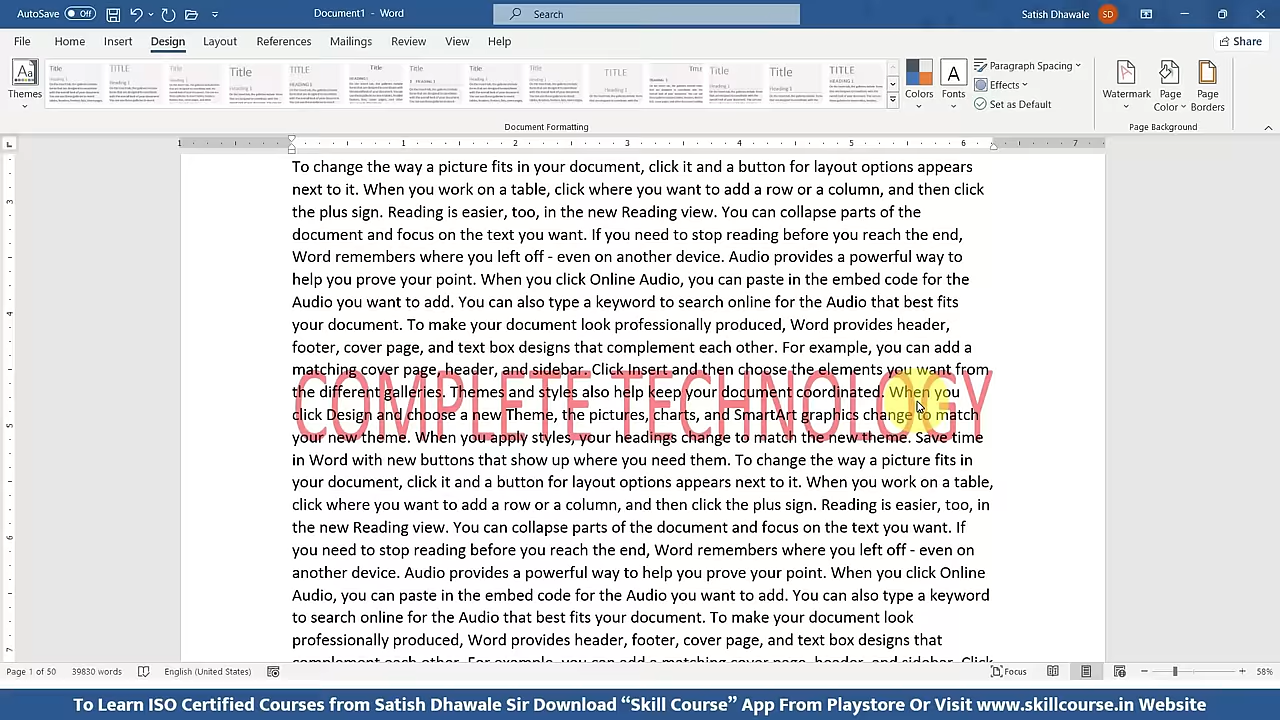 AutoSave Off Document1 - Word Search Satish Dhawale SD
File Home Insert Design Layout References Mailings Review View Help Share
Themes Colors Fonts Paragraph Spacing Effects Set as Default Watermark Page Color Page Borders
Document Formatting Page Background
1 1 2 3 4 5 6 7
To change the way a picture fits in your document, click it and a button for layout options appears
next to it. When you work on a table, click where you want to add a row or a column, and then click
the plus sign. Reading is easier, too, in the new Reading view. You can collapse parts of the
document and focus on the text you want. If you need to stop reading before you reach the end,
Word remembers where you left off - even on another device. Audio provides a powerful way to
help you prove your point. When you click Online Audio, you can paste in the embed code for the
Audio you want to add. You can also type a keyword to search online for the Audio that best fits
your document. To make your document look professionally produced, Word provides header,
footer, cover page, and text box designs that complement each other. For example, you can add a
matching cover page, header, and sidebar. Click Insert and then choose the elements you want from
the different galleries. Themes and styles also help keep your document coordinated. When you
COMPLETE TECHNOLOGY
click Design and choose a new Theme, the pictures, charts, and SmartArt graphics change to match
your new theme. When you apply styles, your headings change to match the new theme. Save time
in Word with new buttons that show up where you need them. To change the way a picture fits in
your document, click it and a button for layout options appears next to it. When you work on a table,
click where you want to add a row or a column, and then click the plus sign. Reading is easier, too, in
the new Reading view. You can collapse parts of the document and focus on the text you want. If
you need to stop reading before you reach the end, Word remembers where you left off - even on
another device. Audio provides a powerful way to help you prove your point. When you click Online
Audio, you can paste in the embed code for the Audio you want to add. You can also type a keyword
to search online for the Audio that best fits your document. To make your document look
professionally produced, Word provides header, footer, cover page, and text box designs that
complement each other. For example, you can add a matching cover page, header, and sidebar. Click
Page 1 of 50 39830 words English (United States) Focus 58%
To Learn ISO Certified Courses from Satish Dhawale Sir Download “Skill Course” App From Playstore Or Visit www.skillcourse.in Website